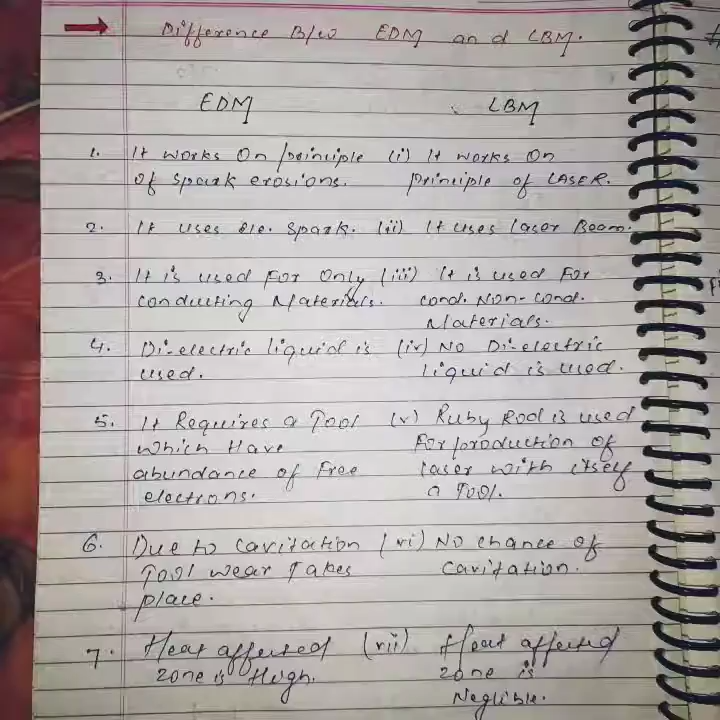 Difference B/w EDM and LBM.
EDM LBM
1. It works On principle (i) It works On
of spark erosions. principle of LASER.
2. It uses ele. spark. (ii) It uses laser Beam.
3. It is used For Only (iii) It is used For
conducting Materials. cond. Non-cond.
Materials.
4. Di-electric liquid is (iv) NO Di-electric
used. liquid is used.
5. It Requires a Tool (v) Ruby Rod is used
which Have For production of
abundance of Free laser with itself
electrons. a Tool.
6. Due to cavitation (vi) No chance of
Tool wear Takes cavitation.
place.
7. Heat affected (vii) Heat affected
zone is High. zone is
Neglible.